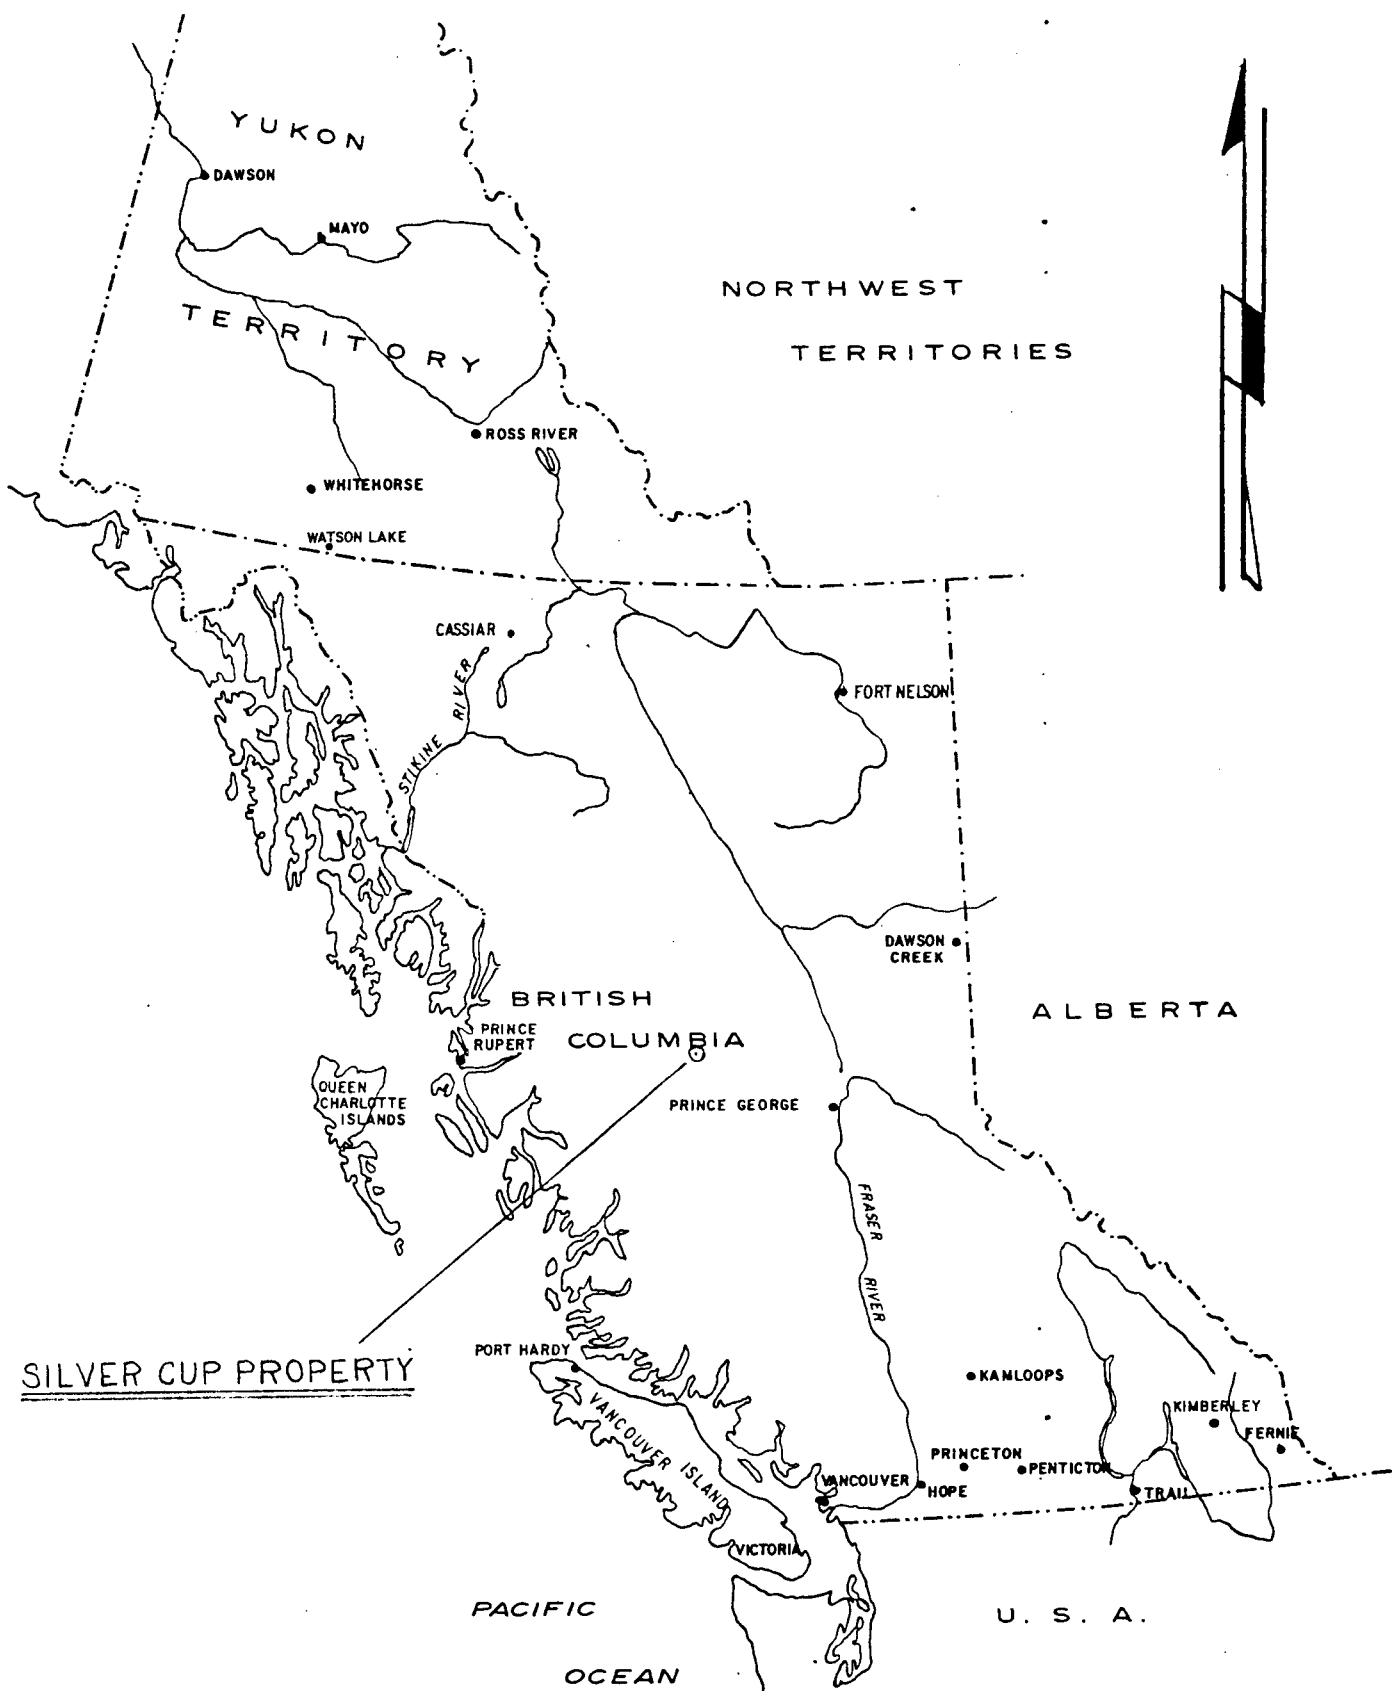 YUKON
DAWSON
MAYO
NORTHWEST
TERRITORY
TERRITORIES
ROSS RIVER
WHITEHORSE
WATSON LAKE
CASSIAR
STIKINE RIVER
FORT NELSON
DAWSON
CREEK
BRITISH
ALBERTA
PRINCE
RUPERT
COLUMBIA
QUEEN
CHARLOTTE
ISLANDS
PRINCE GEORGE
FRASER RIVER
PORT HARDY
SILVER CUP PROPERTY
KAMLOOPS
VANCOUVER ISLAND
KIMBERLEY
FERNIE
PRINCETON
PENTICTON
VANCOUVER
HOPE
TRAIL
VICTORIA
PACIFIC
OCEAN
U. S. A.